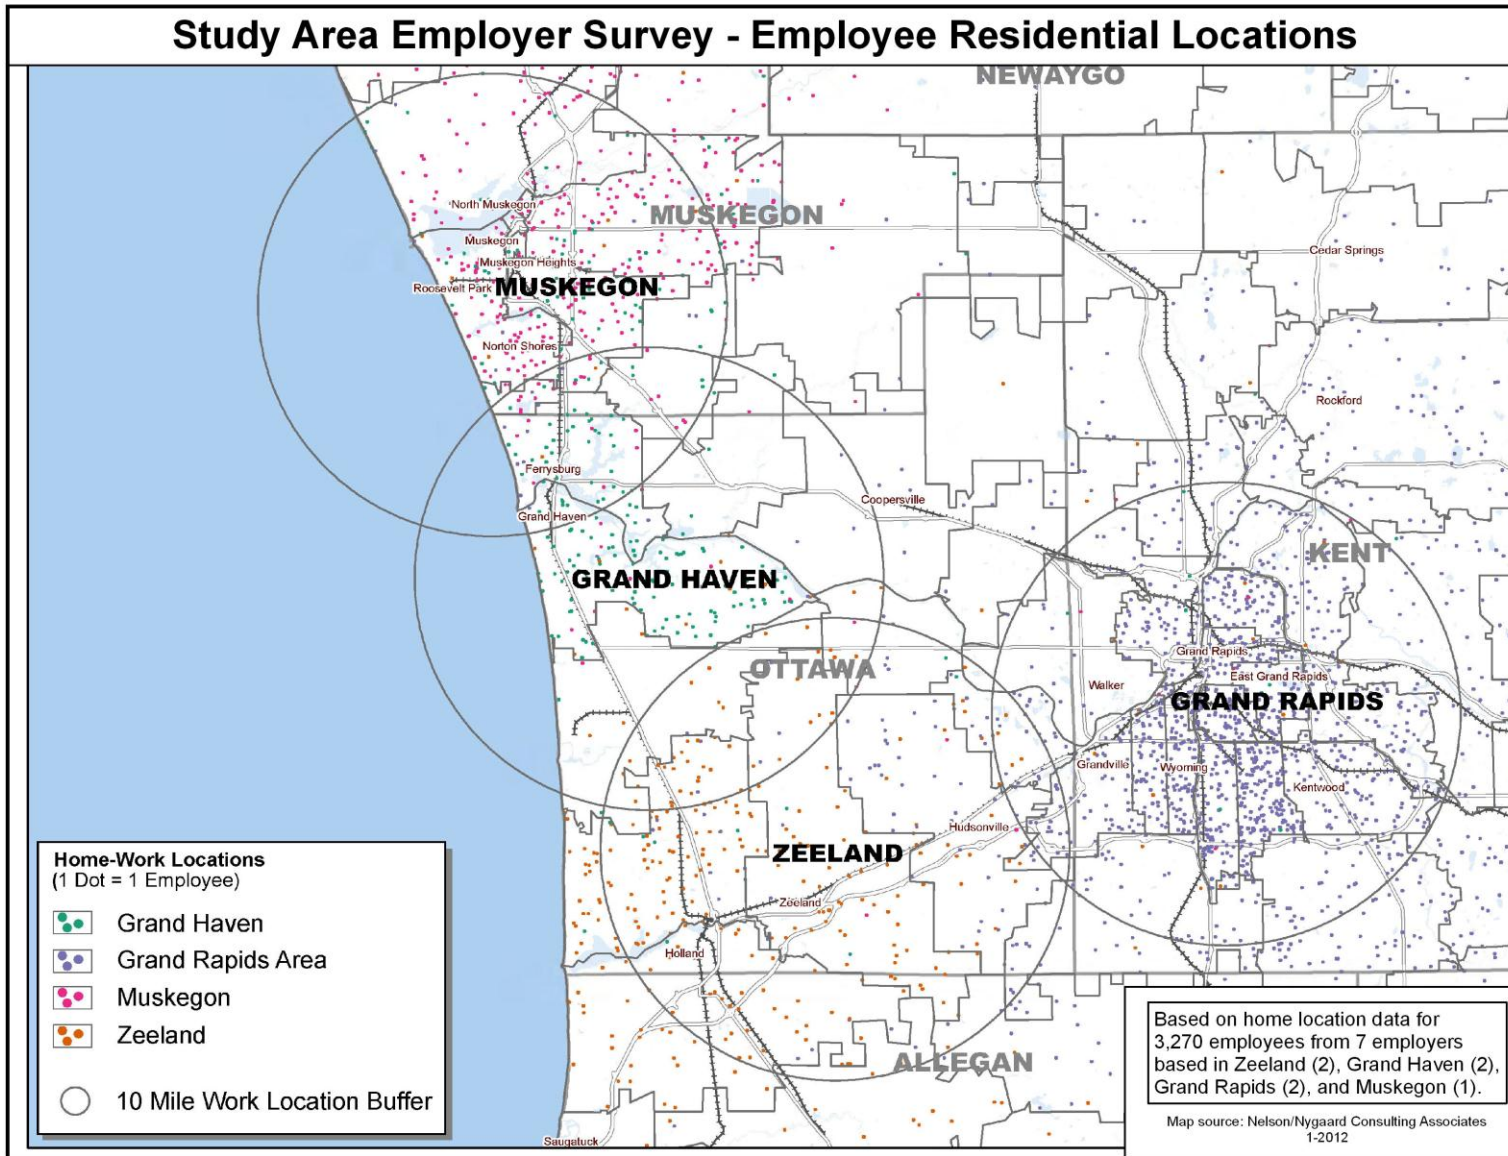 Study Area Employer Survey - Employee Residential Locations
NEWAYGO
North Muskegon
MUSKEGON
Muskegon
Cedar Springs
Muskegon Heights
Roosevelt Park
MUSKEGON
Norton Shores
Rockford
Ferrysburg
Coopersville
Grand Haven
KENT
GRAND HAVEN
Grand Rapids
OTTAWA
East Grand Rapids
Walker
GRAND RAPIDS
Grandville
Wyoming
Kentwood
Hudsonville
ZEELAND
Zeeland
Holland
ALLEGAN
Saugatuck
Home-Work Locations
(1 Dot = 1 Employee)
Grand Haven
Grand Rapids Area
Muskegon
Zeeland
10 Mile Work Location Buffer
Based on home location data for
3,270 employees from 7 employers
based in Zeeland (2), Grand Haven (2),
Grand Rapids (2), and Muskegon (1).
Map source: Nelson/Nygaard Consulting Associates
1-2012